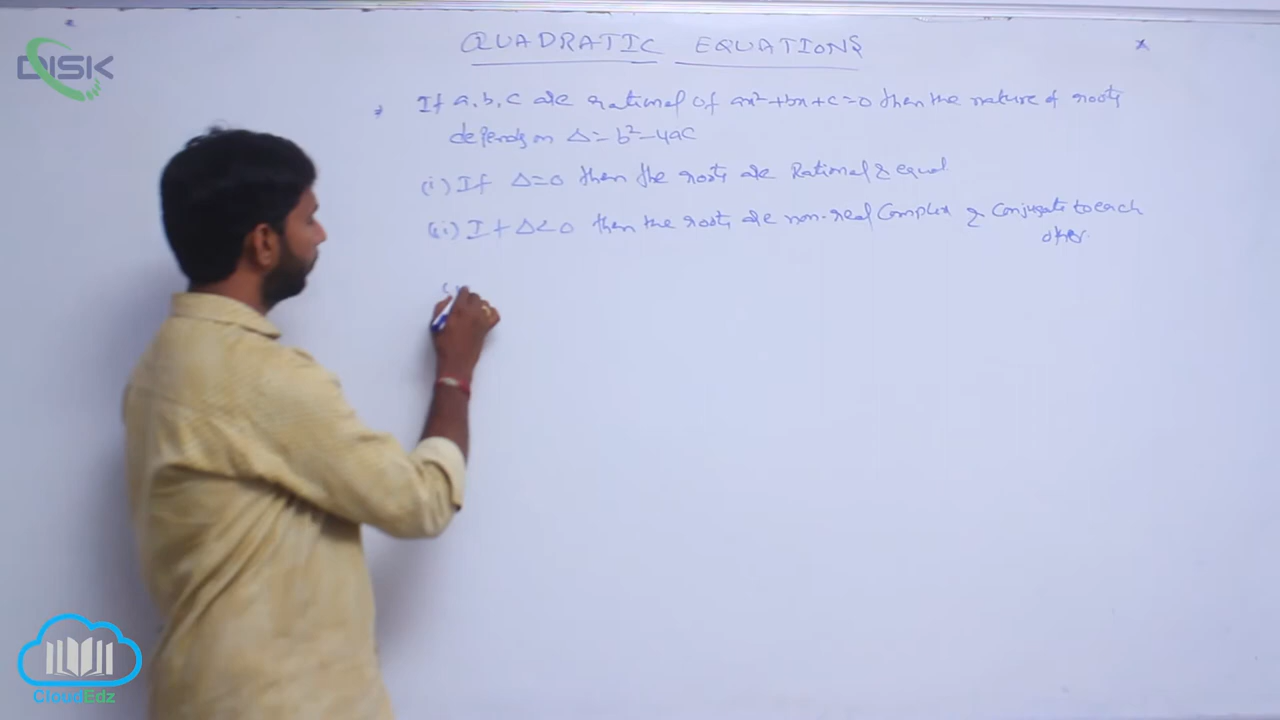 DISK
QUADRATIC EQUATIONS
* If a, b, c are rational of ax²+bx+c=0 then the nature of roots
depends on Δ = b²-4ac
(i) If Δ=0 then the roots are Rational & equal
(ii) If Δ<0 then the roots are non-real Complex & Conjugate to each
other.
CloudEdz